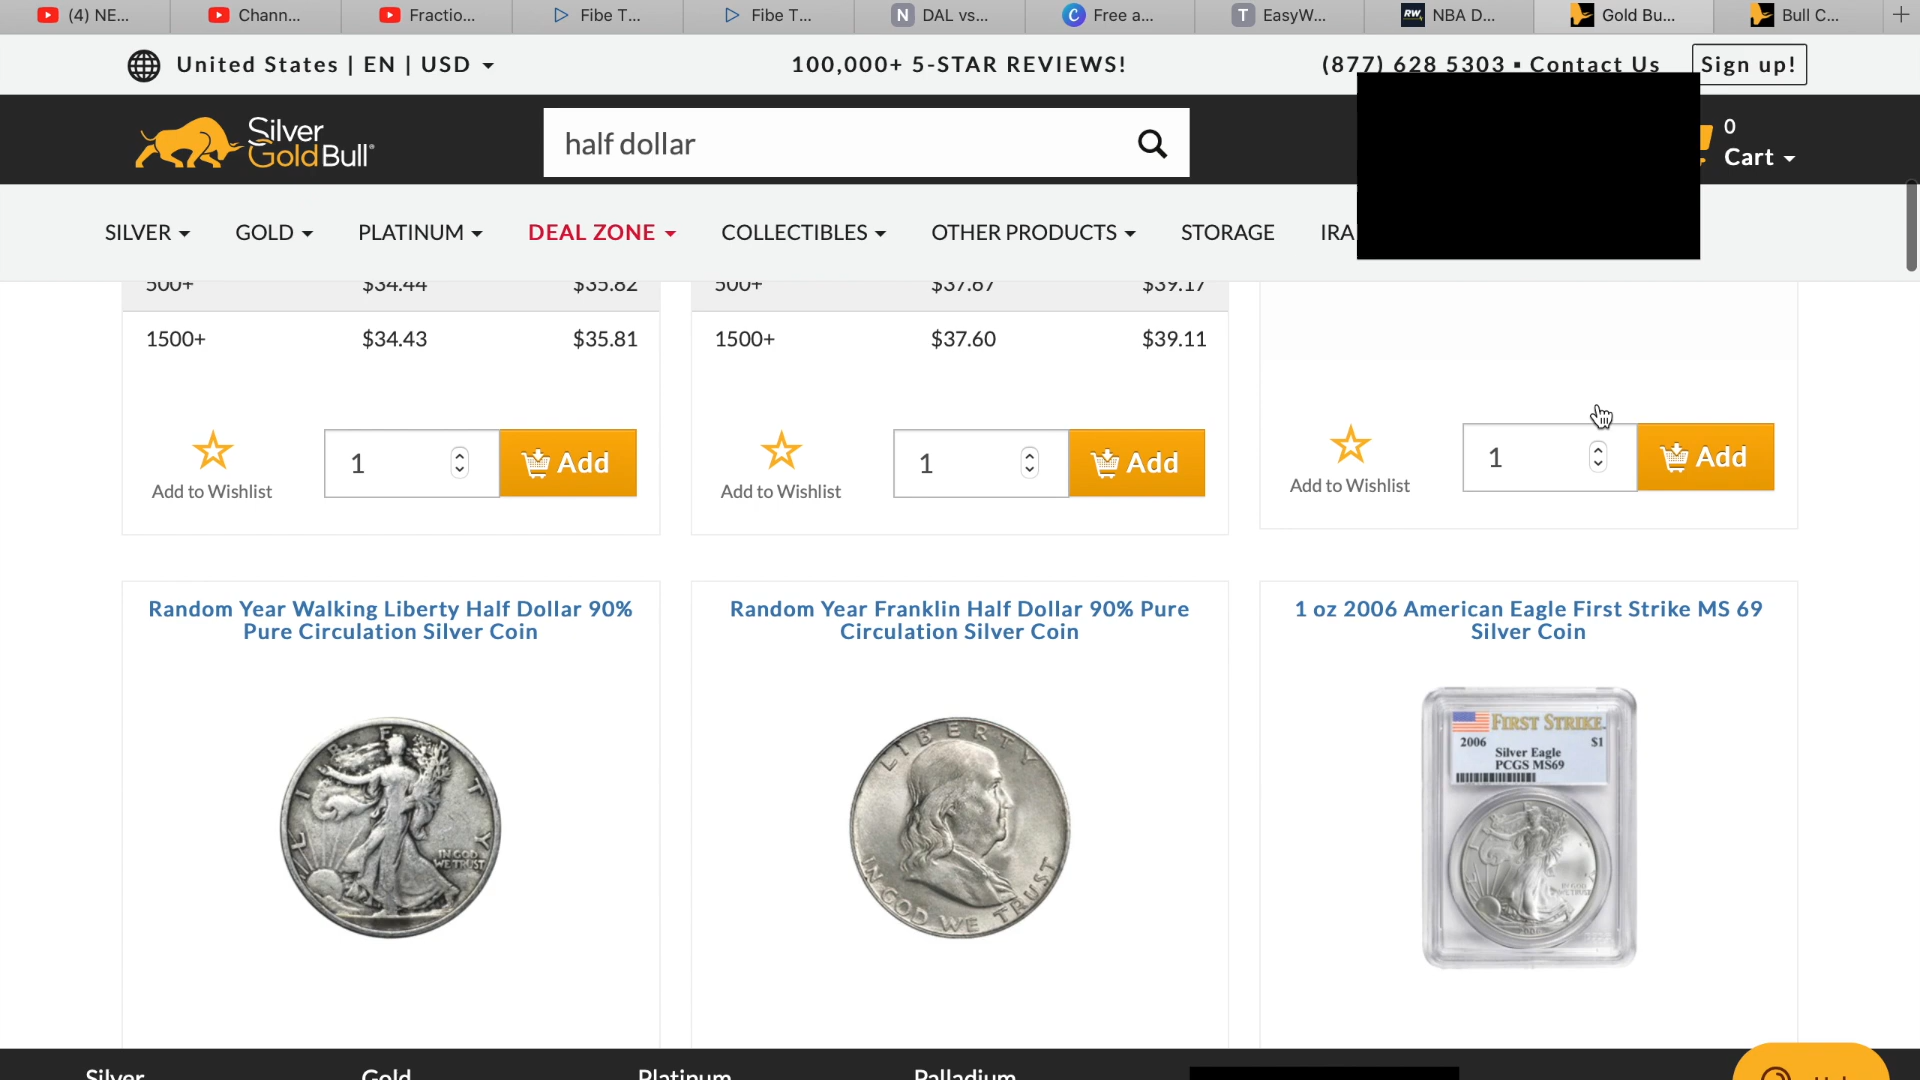 (4) NE...
Chann...
Fractio...
Fibe T...
Fibe T...
N DAL vs...
C Free a...
T EasyW...
RW NBA D...
Gold Bu...
Bull C...
United States | EN | USD
100,000+ 5-STAR REVIEWS!
(877) 628 5303 ▪ Contact Us
Sign up!
Silver
GoldBull
half dollar
0
Cart
SILVER
GOLD
PLATINUM
DEAL ZONE
COLLECTIBLES
OTHER PRODUCTS
STORAGE
IRA
500+ $34.44 $35.82
500+ $37.67 $39.17
1500+ $34.43 $35.81
1500+ $37.60 $39.11
1 Add
Add to Wishlist
1 Add
Add to Wishlist
1 Add
Add to Wishlist
Random Year Walking Liberty Half Dollar 90%
Pure Circulation Silver Coin
Random Year Franklin Half Dollar 90% Pure
Circulation Silver Coin
1 oz 2006 American Eagle First Strike MS 69
Silver Coin
LIBERTY
IN GOD
WE TRUST
LIBERTY
IN GOD WE TRUST
FIRST STRIKE
2006 $1
Silver Eagle
PCGS MS69
Silver
Gold
Platinum
Palladium